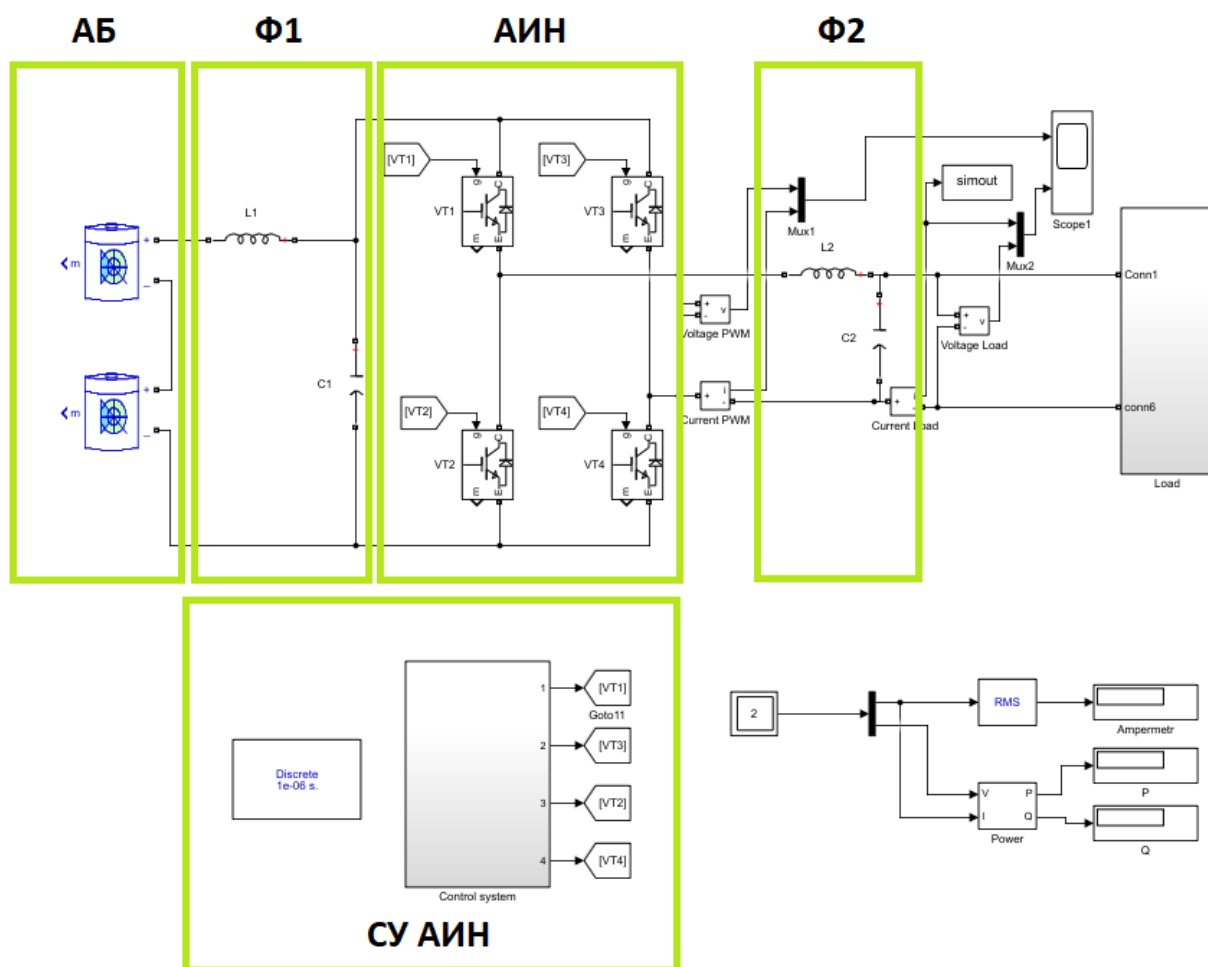 АБ
Ф1
АИН
Ф2
[VT1]
[VT3]
g
C
VT1
m
E
g
C
VT3
m
E
L1
+
m
_
+
m
_
C1
[VT2]
[VT4]
g
C
VT2
m
E
g
C
VT4
m
E
Mux1
simout
Scope1
Mux2
L2
+
-
v
Voltage PWM
C2
+
-
v
Voltage Load
+
i
-
Current PWM
+
i
-
Conn1
conn6
Load
Discrete
1e-06 s.
1
2
3
4
[VT1]
Goto11
[VT3]
[VT2]
[VT4]
Control system
СУ АИН
2
RMS
Ampermetr
V
I
P
Q
Power
P
Q